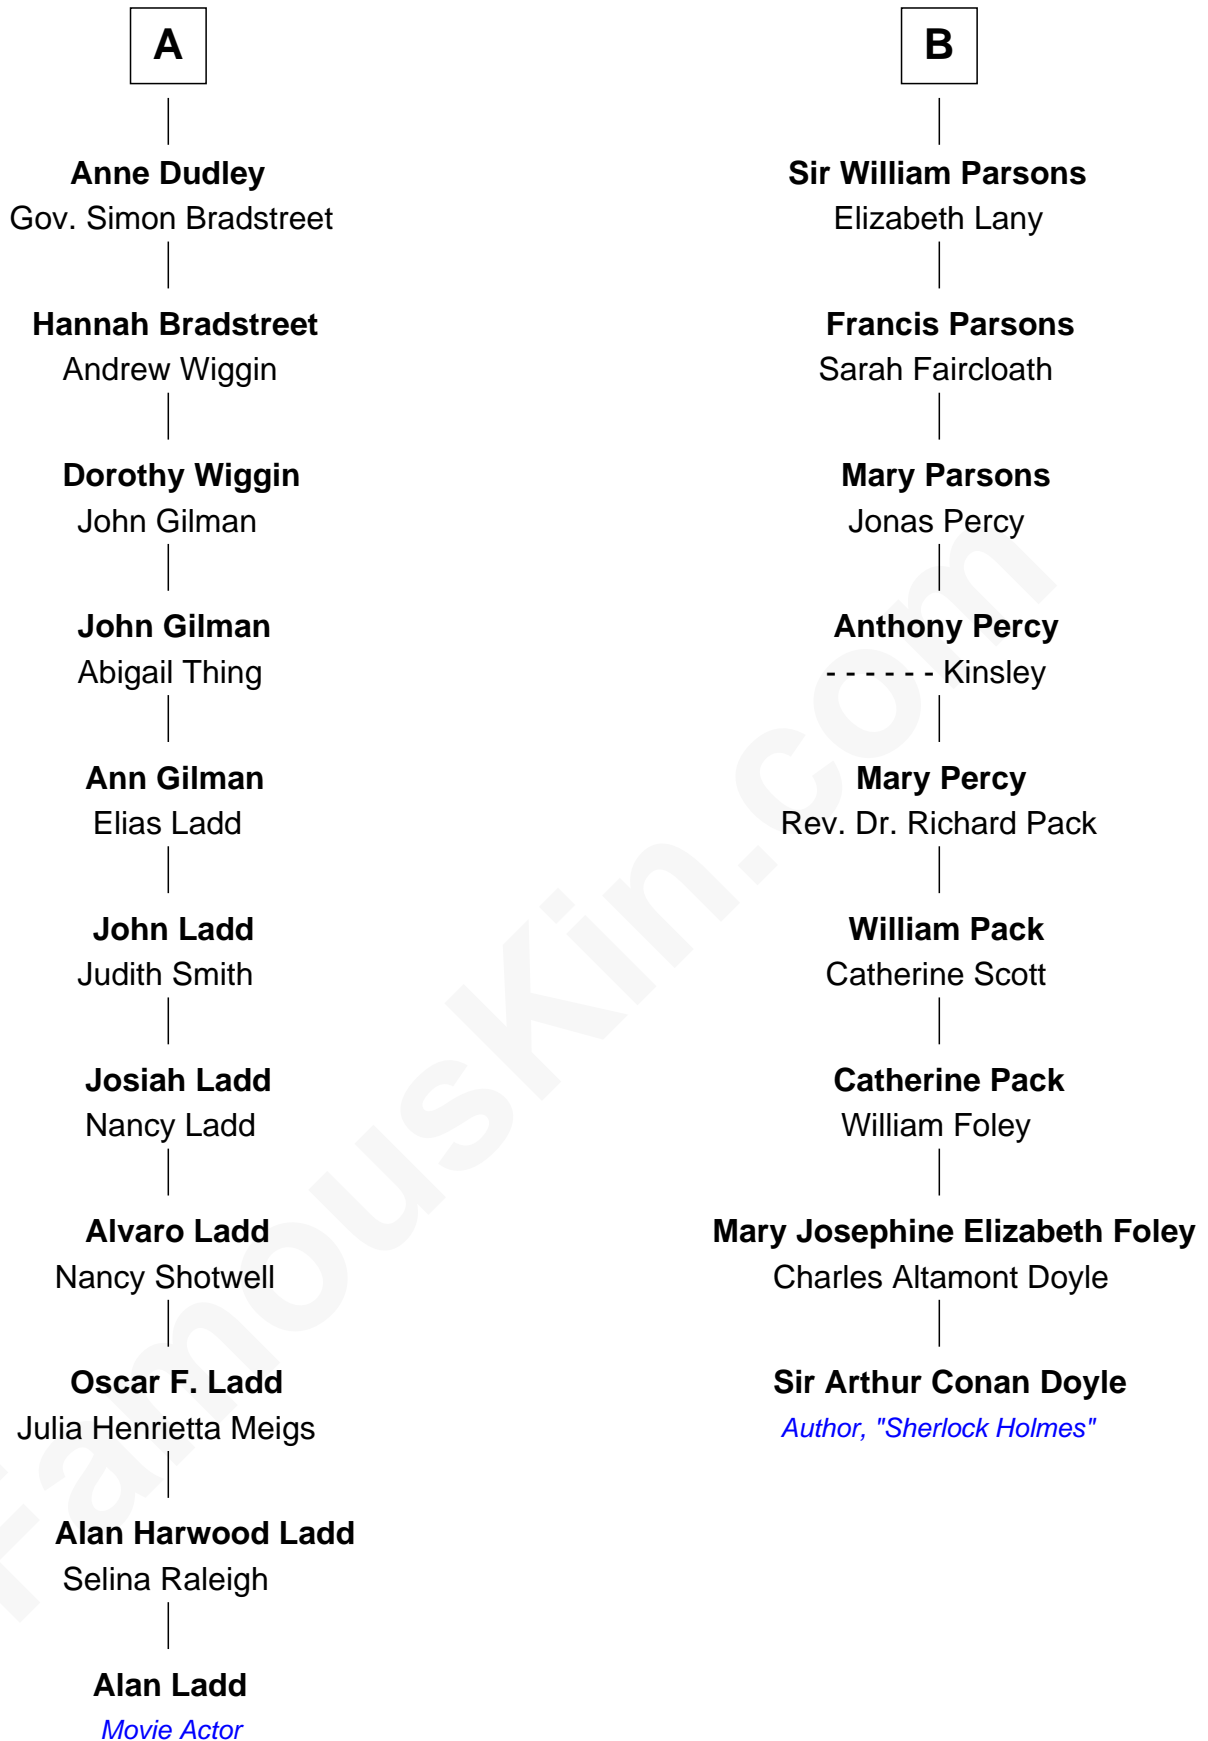 A
Anne Dudley
Gov. Simon Bradstreet
Hannah Bradstreet
Andrew Wiggin
Dorothy Wiggin
John Gilman
John Gilman
Abigail Thing
Ann Gilman
Elias Ladd
John Ladd
Judith Smith
Josiah Ladd
Nancy Ladd
Alvaro Ladd
Nancy Shotwell
Oscar F. Ladd
Julia Henrietta Meigs
Alan Harwood Ladd
Selina Raleigh
Alan Ladd
Movie Actor
B
Sir William Parsons
Elizabeth Lany
Francis Parsons
Sarah Faircloath
Mary Parsons
Jonas Percy
Anthony Percy
- - - - - - Kinsley
Mary Percy
Rev. Dr. Richard Pack
William Pack
Catherine Scott
Catherine Pack
William Foley
Mary Josephine Elizabeth Foley
Charles Altamont Doyle
Sir Arthur Conan Doyle
Author, "Sherlock Holmes"
FamousKin.com